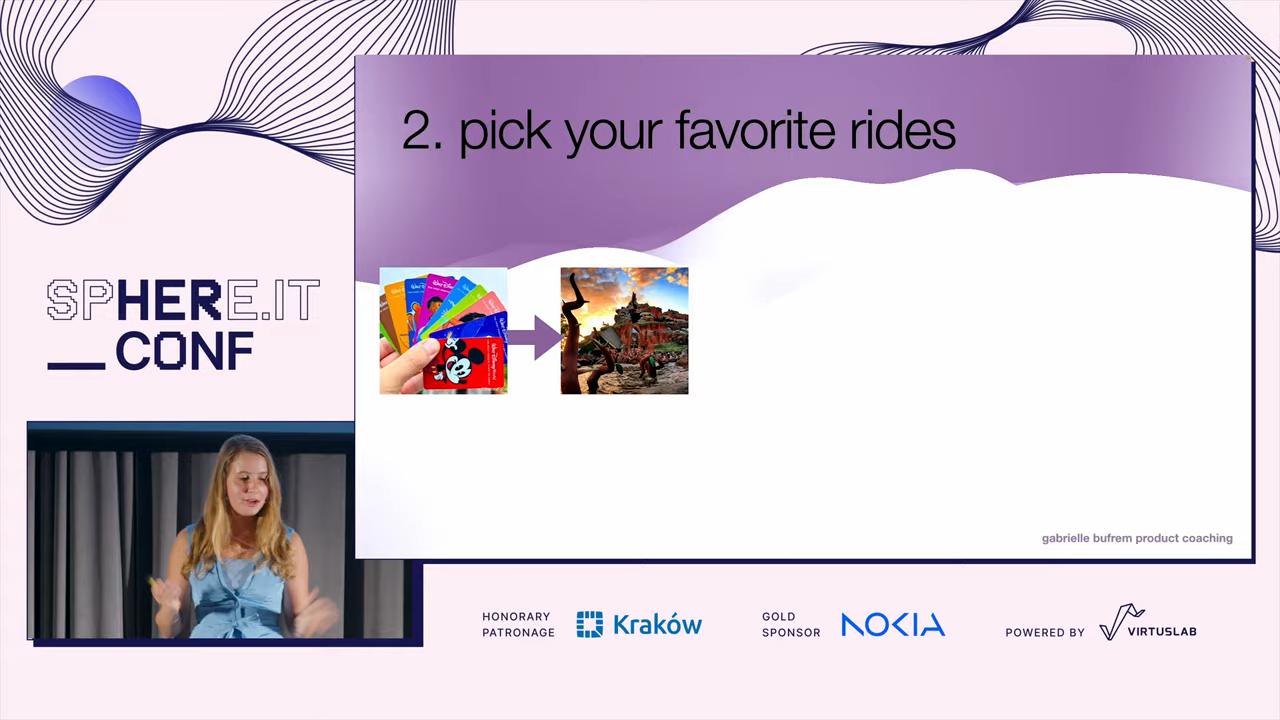 2. pick your favorite rides
SPHERE.IT
CONF
gabrielle bufrem product coaching
HONORARY
PATRONAGE
Kraków
GOLD
SPONSOR
NOKIA
POWERED BY
VIRTUSLAB